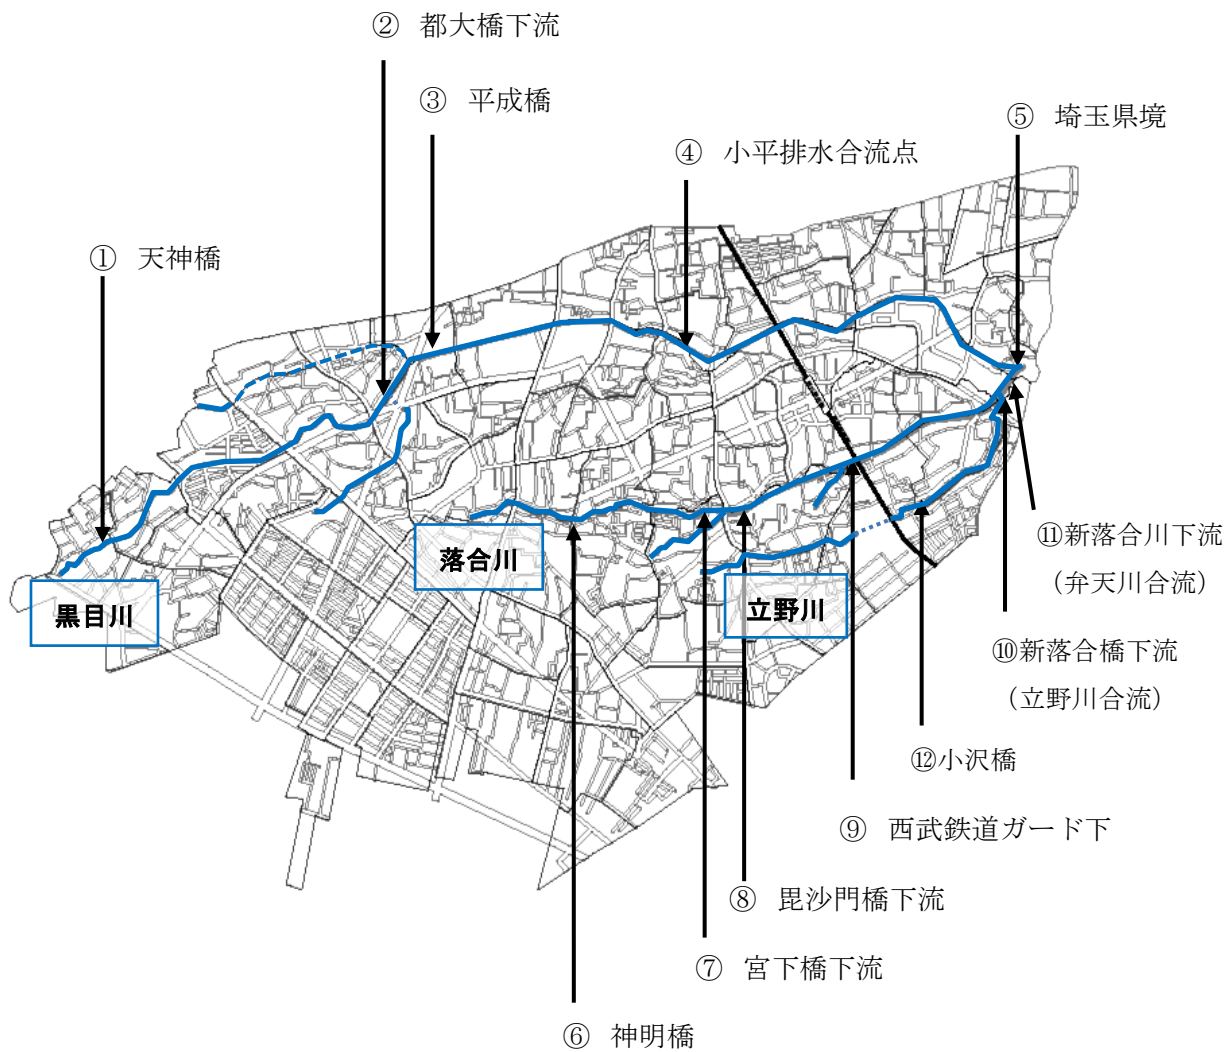 ② 都大橋下流
③ 平成橋
⑤ 埼玉県境
④ 小平排水合流点
① 天神橋
落合川
黒目川
立野川
⑪新落合川下流
(弁天川合流)
⑩新落合橋下流
(立野川合流)
⑫小沢橋
⑨ 西武鉄道ガード下
⑧ 毘沙門橋下流
⑦ 宮下橋下流
⑥ 神明橋